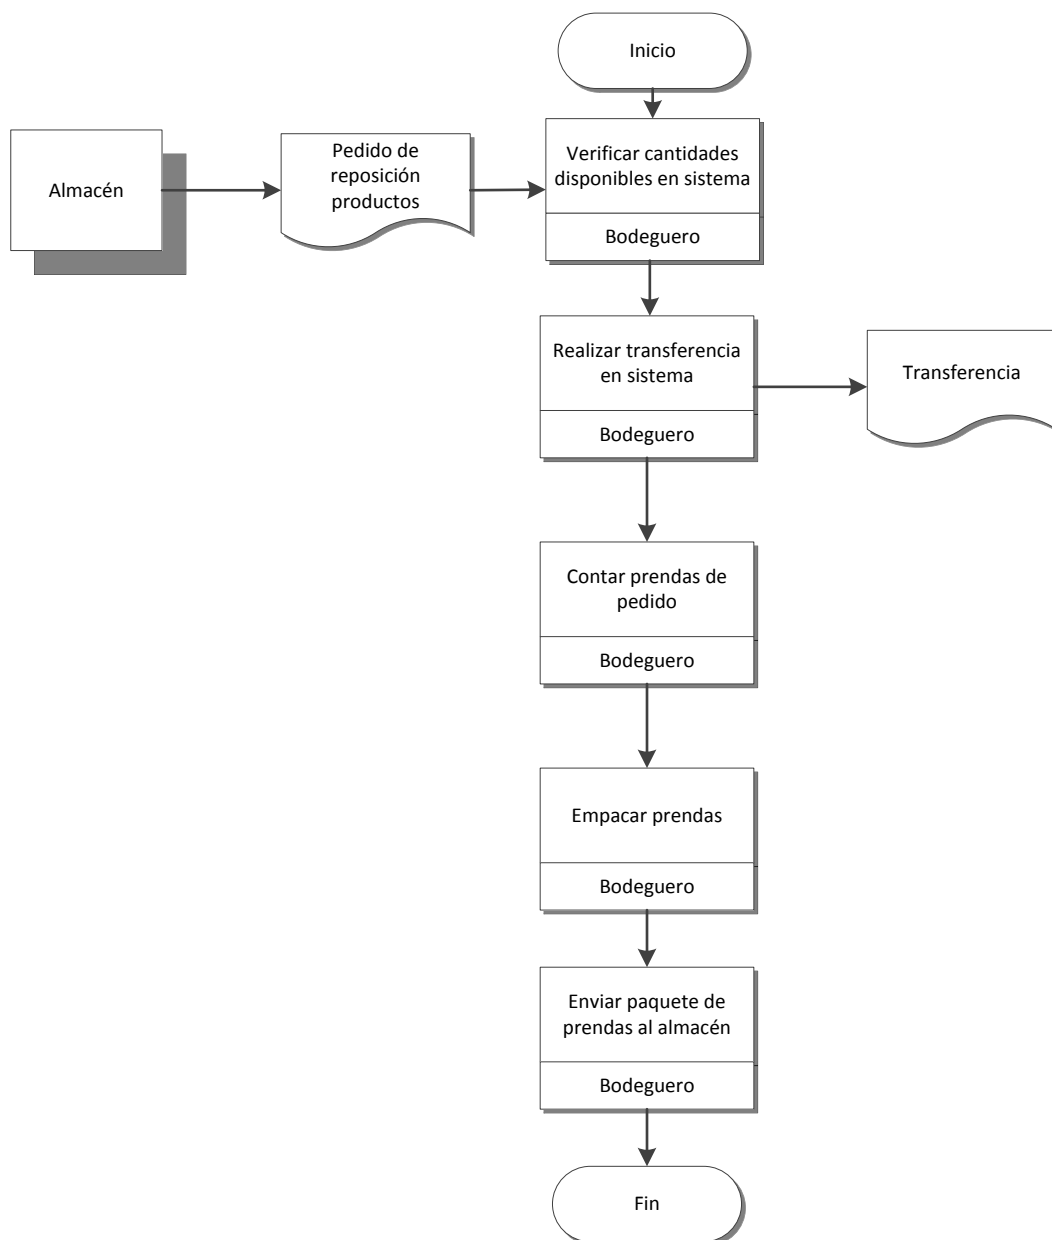 Inicio
Almacén
Pedido de
reposición
productos
Verificar cantidades
disponibles en sistema
Bodeguero
Realizar transferencia
en sistema
Bodeguero
Transferencia
Contar prendas de
pedido
Bodeguero
Empacar prendas
Bodeguero
Enviar paquete de
prendas al almacén
Bodeguero
Fin